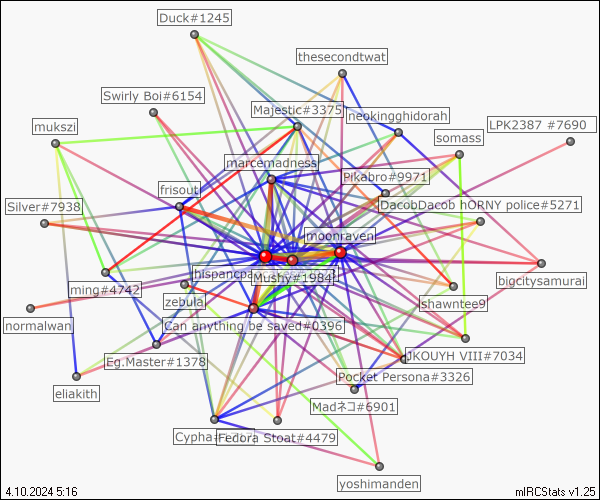 Duck#1245
thesecondtwat
Swirly Boi#6154
Majestic#3375
neokingghidorah
LPK2387 #7690
mukszi
somass
marcemadness
Pikabro#9971
frisout
DacobDacob hORNY police#5271
Silver#7938
moonraven
hispancpa
Mushy#1984
bigcitysamurai
ming#4742
zebula
shawntee9
normalwan
Can anything be saved#0396
Eg.Master#1378
JKOUYH VIII#7034
Pocket Persona#3326
eliakith
Madネコ#6901
Cypha
Fedora Stoat#4479
yoshimanden
4.10.2024 5:16
mIRCStats v1.25